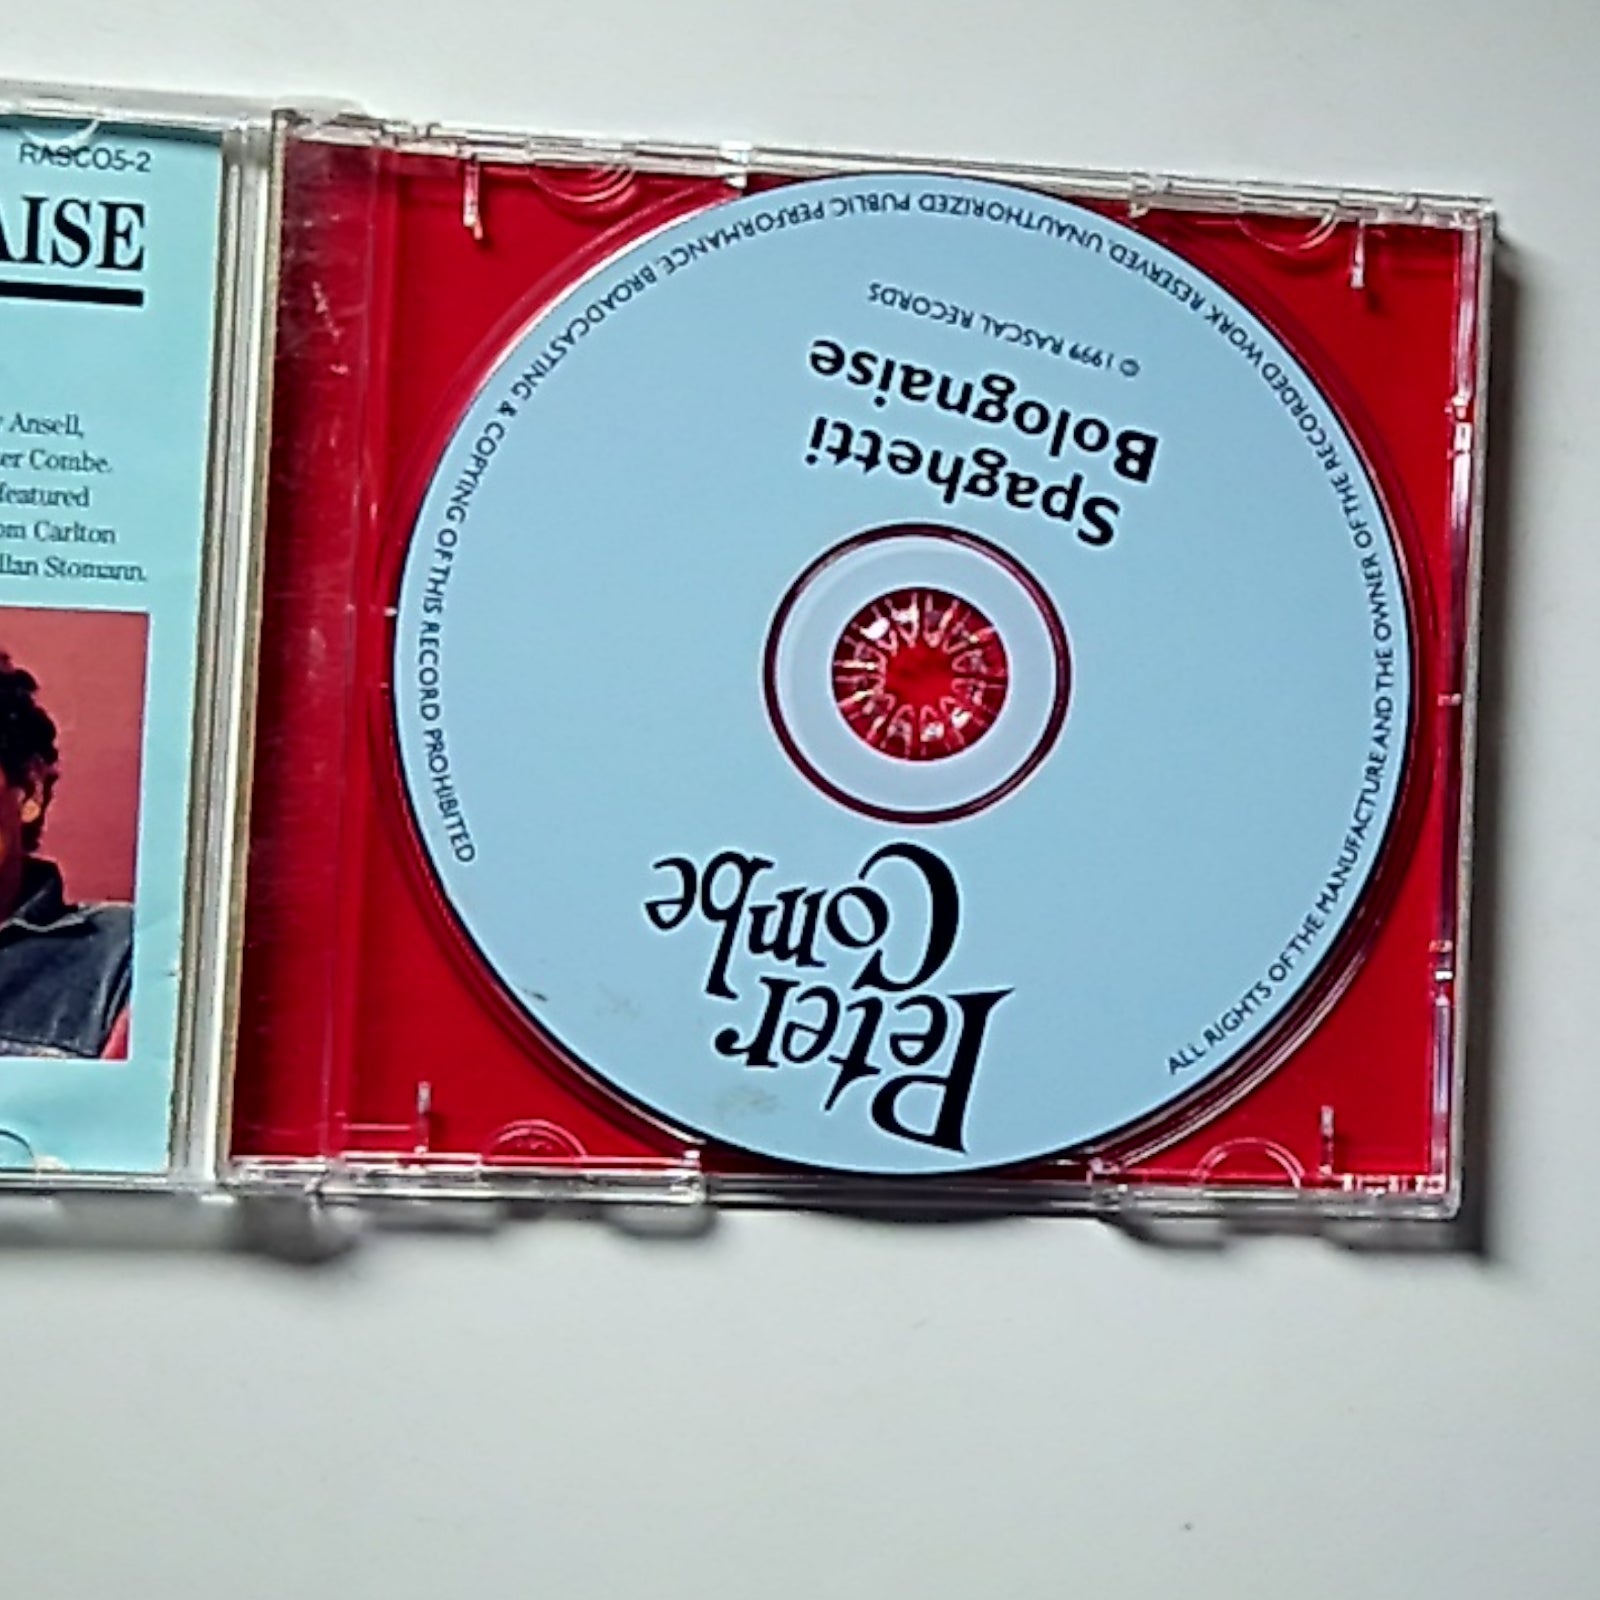 RASCO5-2
AISE
Ansell,
er Combe.
featured
om Carlton
llan Stomann.
Peter
Combe
Spaghetti
Bolognaise
© 1999 RASCAL RECORDS
ALL RIGHTS OF THE MANUFACTURE AND THE OWNER OF THE RECORDED WORK RESERVED. UNAUTHORIZED PUBLIC PERFORMANCE, BROADCASTING & COPYING OF THIS RECORD PROHIBITED